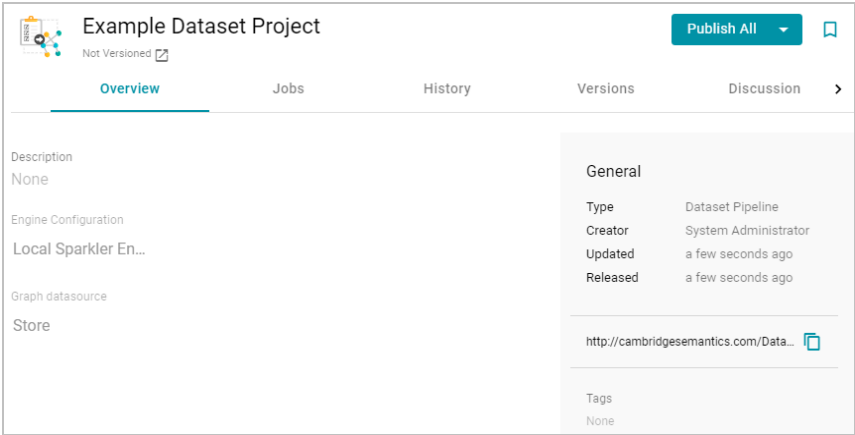 Example Dataset Project
Publish All
Not Versioned
Overview Jobs History Versions Discussion
Description
None
Engine Configuration
Local Sparkler En...
Graph datasource
Store
General
Type Dataset Pipeline
Creator System Administrator
Updated a few seconds ago
Released a few seconds ago
http://cambridgesemantics.com/Data...
Tags
None